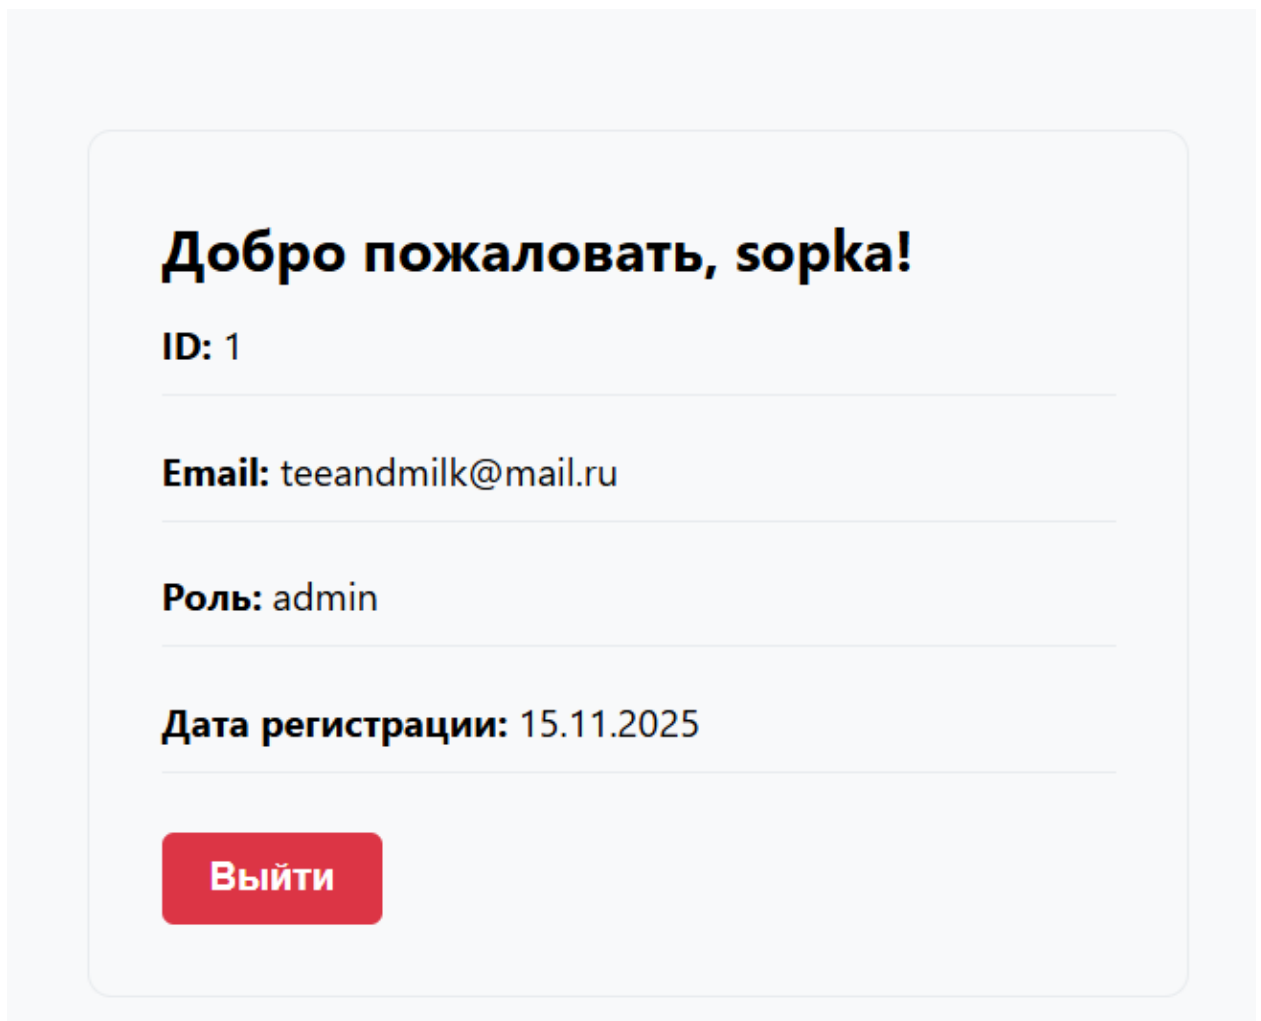 Добро пожаловать, sopka!
ID: 1
Email: teeandmilk@mail.ru
Роль: admin
Дата регистрации: 15.11.2025
Выйти